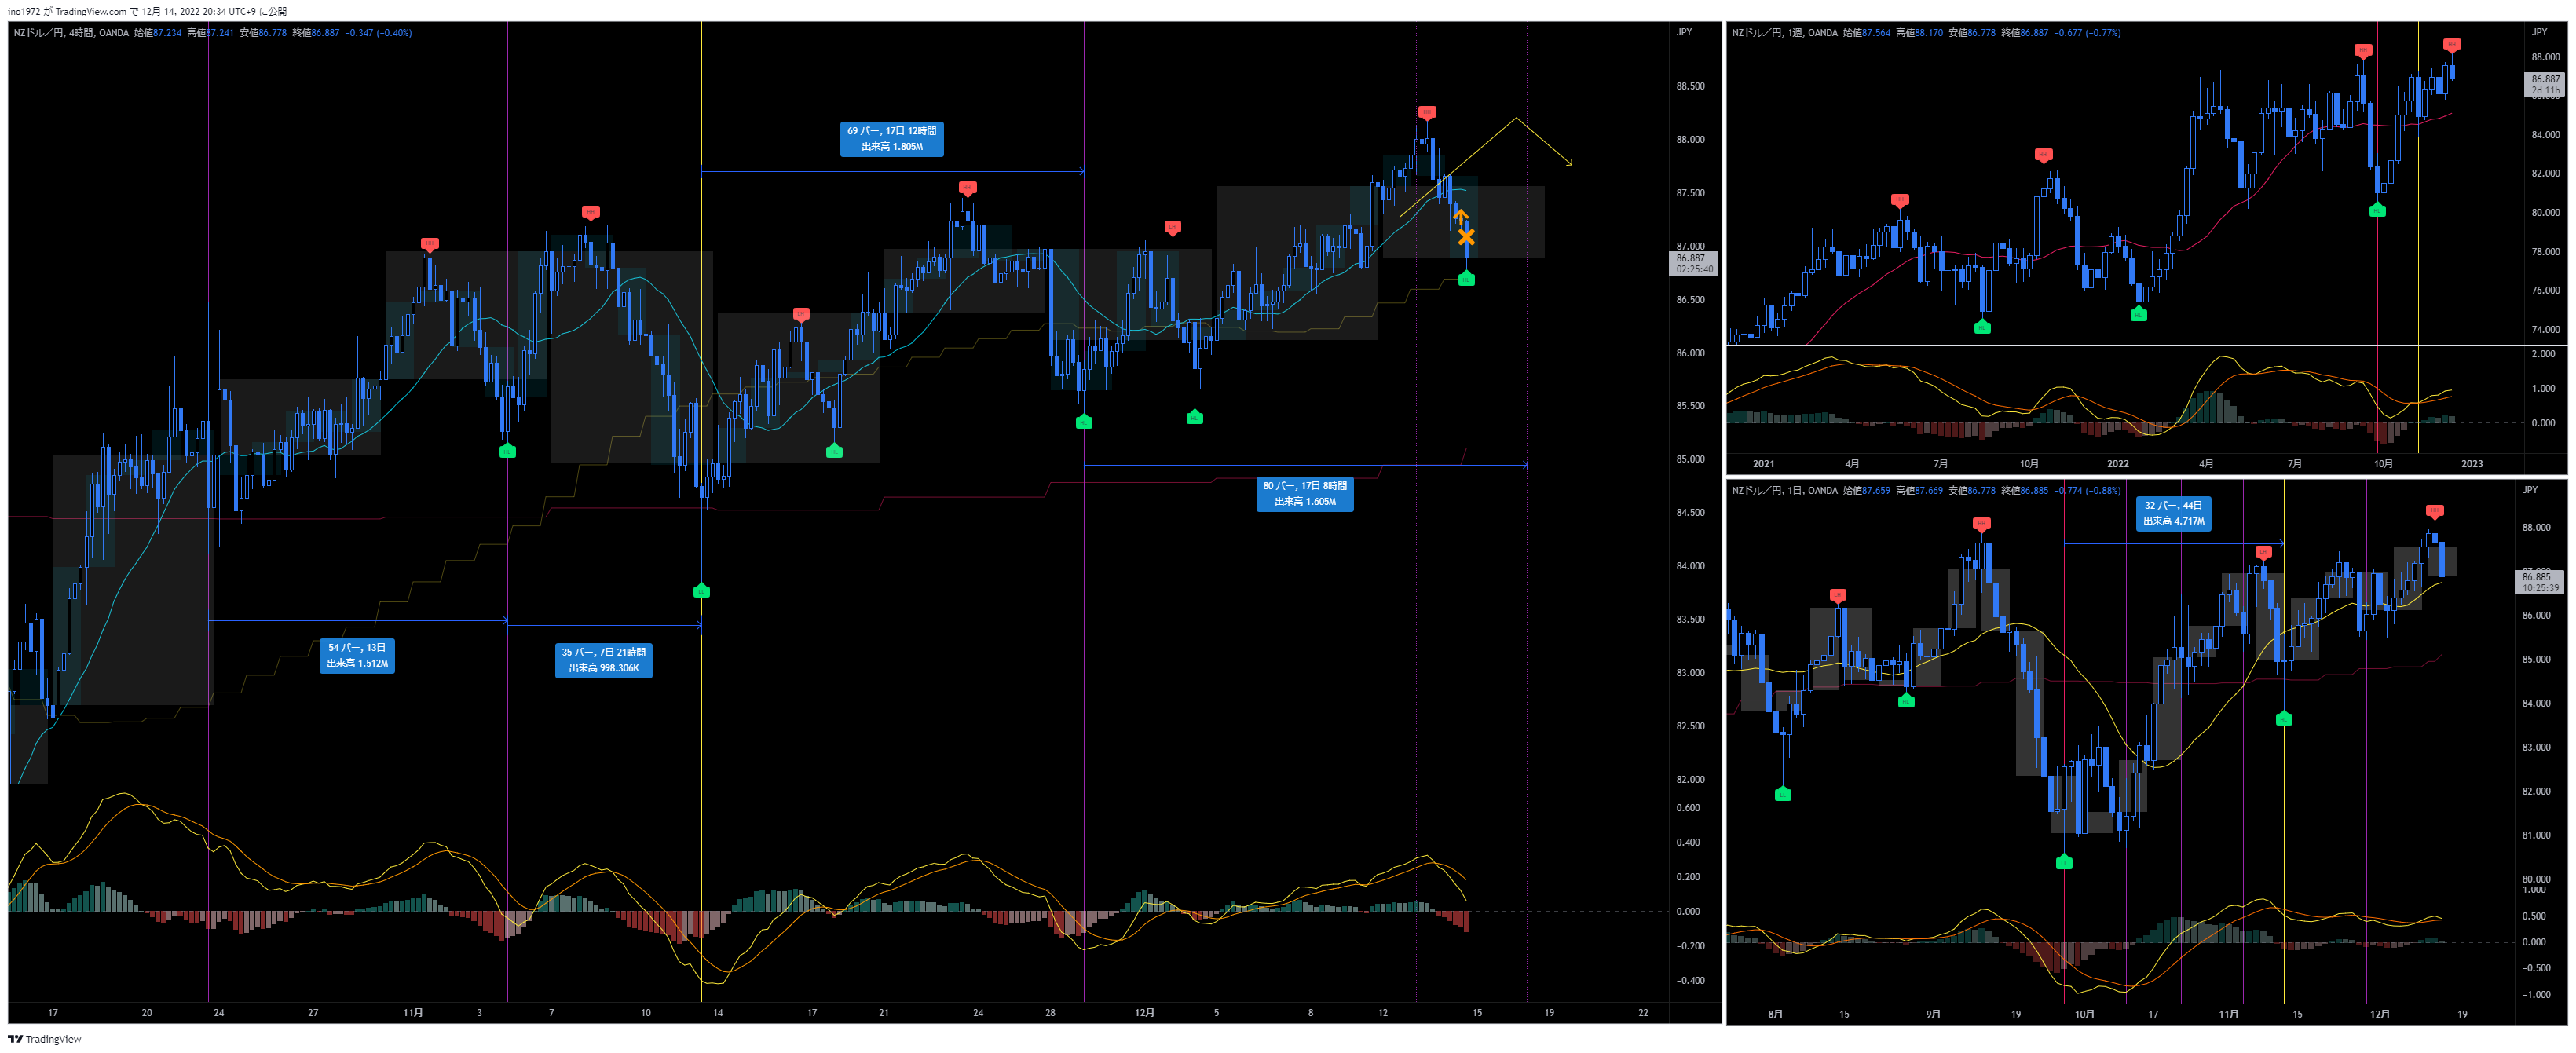 ino1972 が TradingView.com で 12月 14, 2022 20:34 UTC+9 に公開
NZドル／円, 4時間, OANDA 始値87.234 高値87.241 安値86.778 終値86.887 −0.347 (−0.40%)
JPY
88.500
88.000
87.500
87.000
86.887
02:25:40
86.500
86.000
85.500
85.000
84.500
84.000
83.500
83.000
82.500
82.000
69 バー, 17日 12時間
出来高 1.805M
80 バー, 17日 8時間
出来高 1.605M
54 バー, 13日
出来高 1.512M
35 バー, 7日 21時間
出来高 998.306K
0.600
0.400
0.200
0.000
−0.200
−0.400
17
20
24
27
11月
3
7
10
14
17
21
24
28
12月
5
8
12
15
19
22
NZドル／円, 1週, OANDA 始値87.564 高値88.170 安値86.778 終値86.887 −0.677 (−0.77%)
JPY
88.000
86.887
2d 11h
84.000
82.000
80.000
78.000
76.000
74.000
2.000
1.000
0.000
2021
4月
7月
10月
2022
4月
7月
10月
2023
NZドル／円, 1日, OANDA 始値87.659 高値87.669 安値86.778 終値86.885 −0.774 (−0.88%)
JPY
32 バー, 44日
出来高 4.717M
88.000
86.885
10:25:39
86.000
85.000
84.000
83.000
82.000
81.000
80.000
1.000
0.500
0.000
−0.500
−1.000
8月
15
9月
19
10月
17
11月
15
12月
19
TradingView